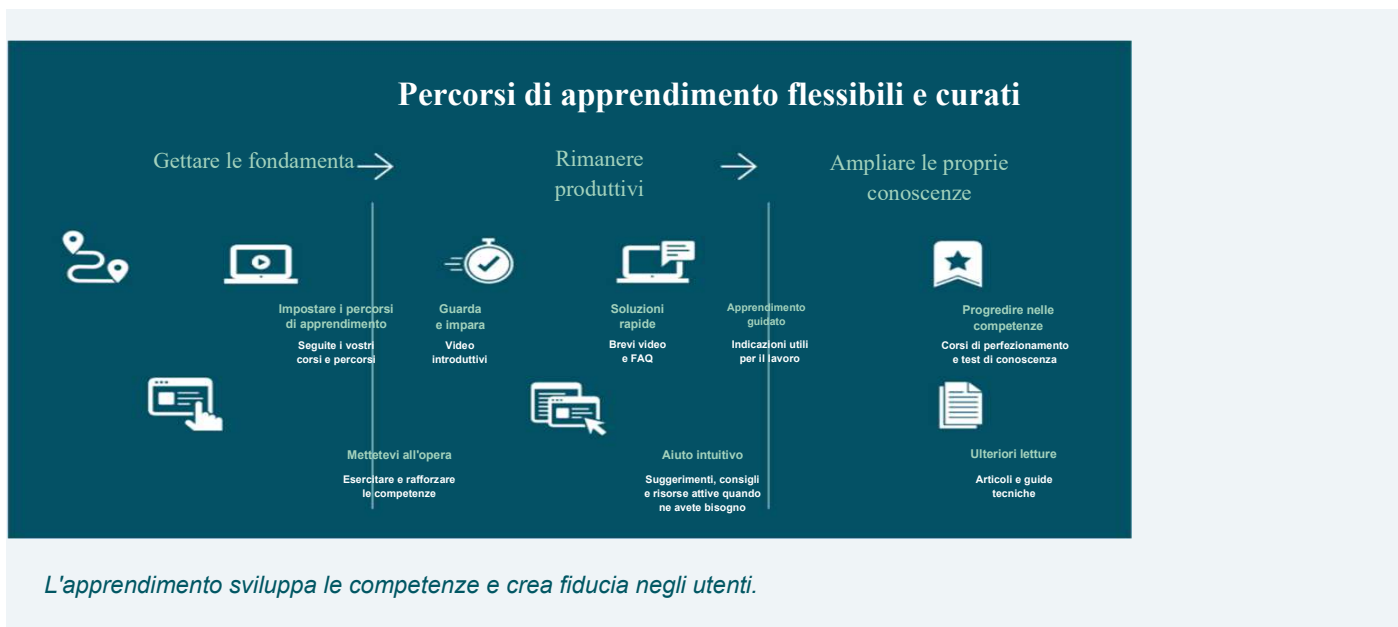 Percorsi di apprendimento flessibili e curati
Gettare le fondamenta
Rimanere
produttivi
Ampliare le proprie
conoscenze
Impostare i percorsi
di apprendimento
Seguite i vostri
corsi e percorsi
Guarda
e impara
Video
introduttivi
Soluzioni
rapide
Brevi video
e FAQ
Apprendimento
guidato
Indicazioni utili
per il lavoro
Progredire nelle
competenze
Corsi di perfezionamento
e test di conoscenza
Mettetevi all'opera
Esercitare e rafforzare
le competenze
Aiuto intuitivo
Suggerimenti, consigli
e risorse attive quando
ne avete bisogno
Ulteriori letture
Articoli e guide
tecniche
L'apprendimento sviluppa le competenze e crea fiducia negli utenti.